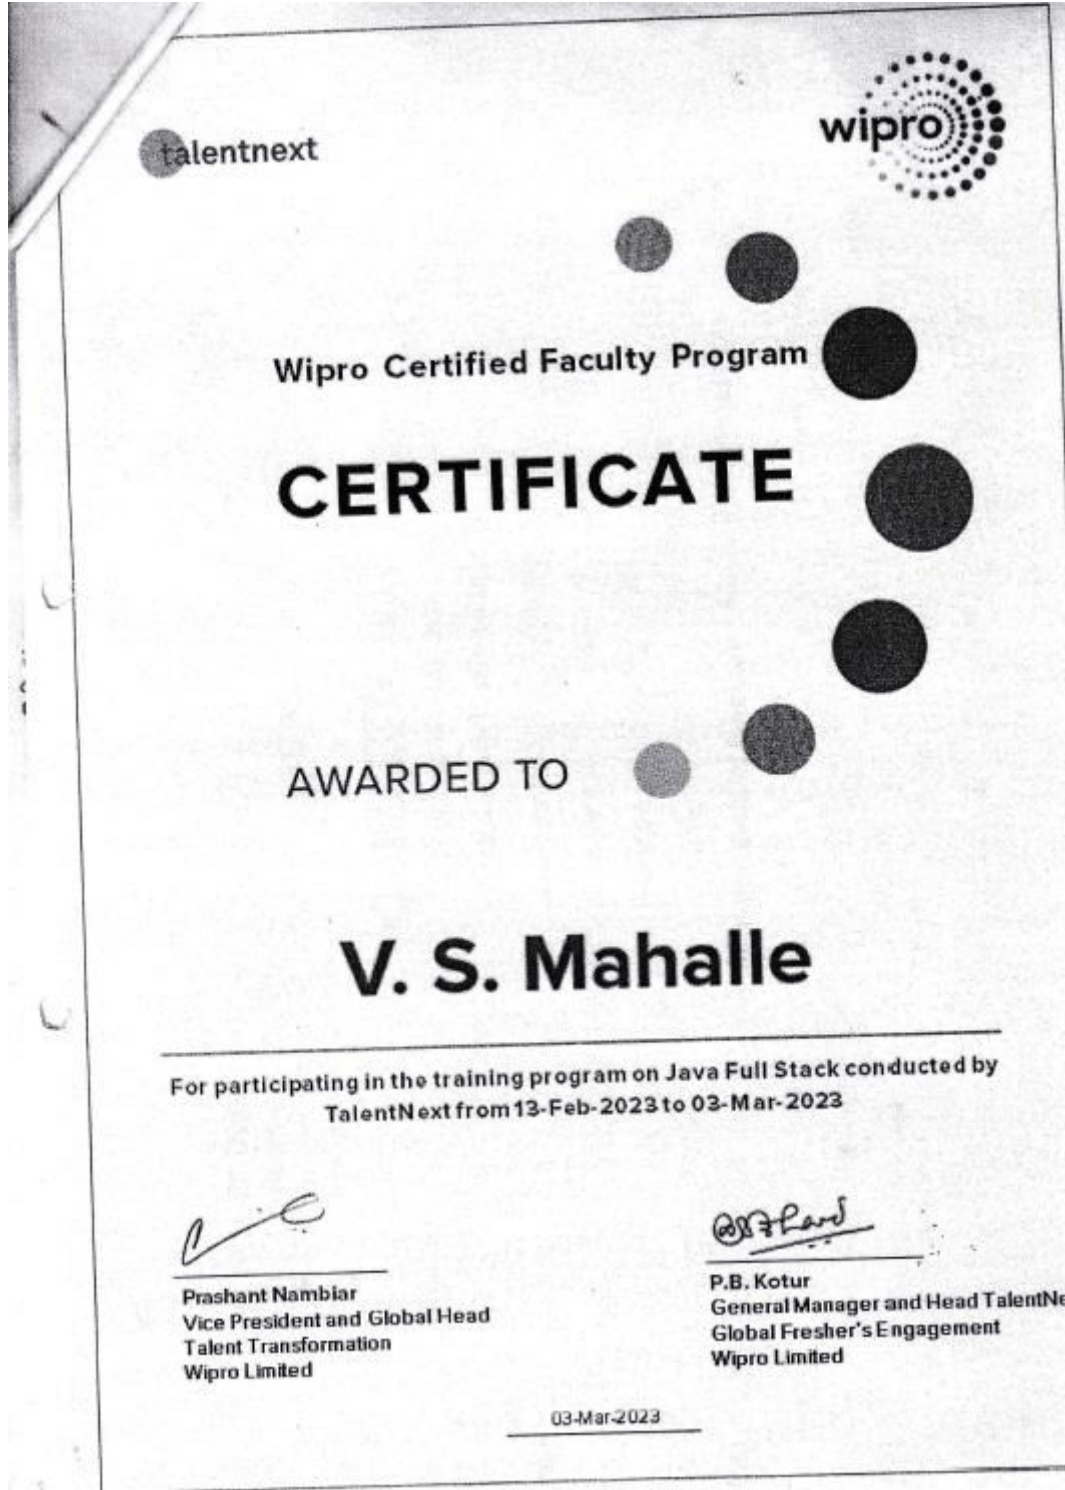 talentnext
wipro
Wipro Certified Faculty Program
CERTIFICATE
AWARDED TO
V. S. Mahalle
For participating in the training program on Java Full Stack conducted by
TalentNext from 13-Feb-2023 to 03-Mar-2023
Prashant Nambiar
Vice President and Global Head
Talent Transformation
Wipro Limited
P.B. Kotur
General Manager and Head TalentNe
Global Fresher's Engagement
Wipro Limited
03-Mar-2023